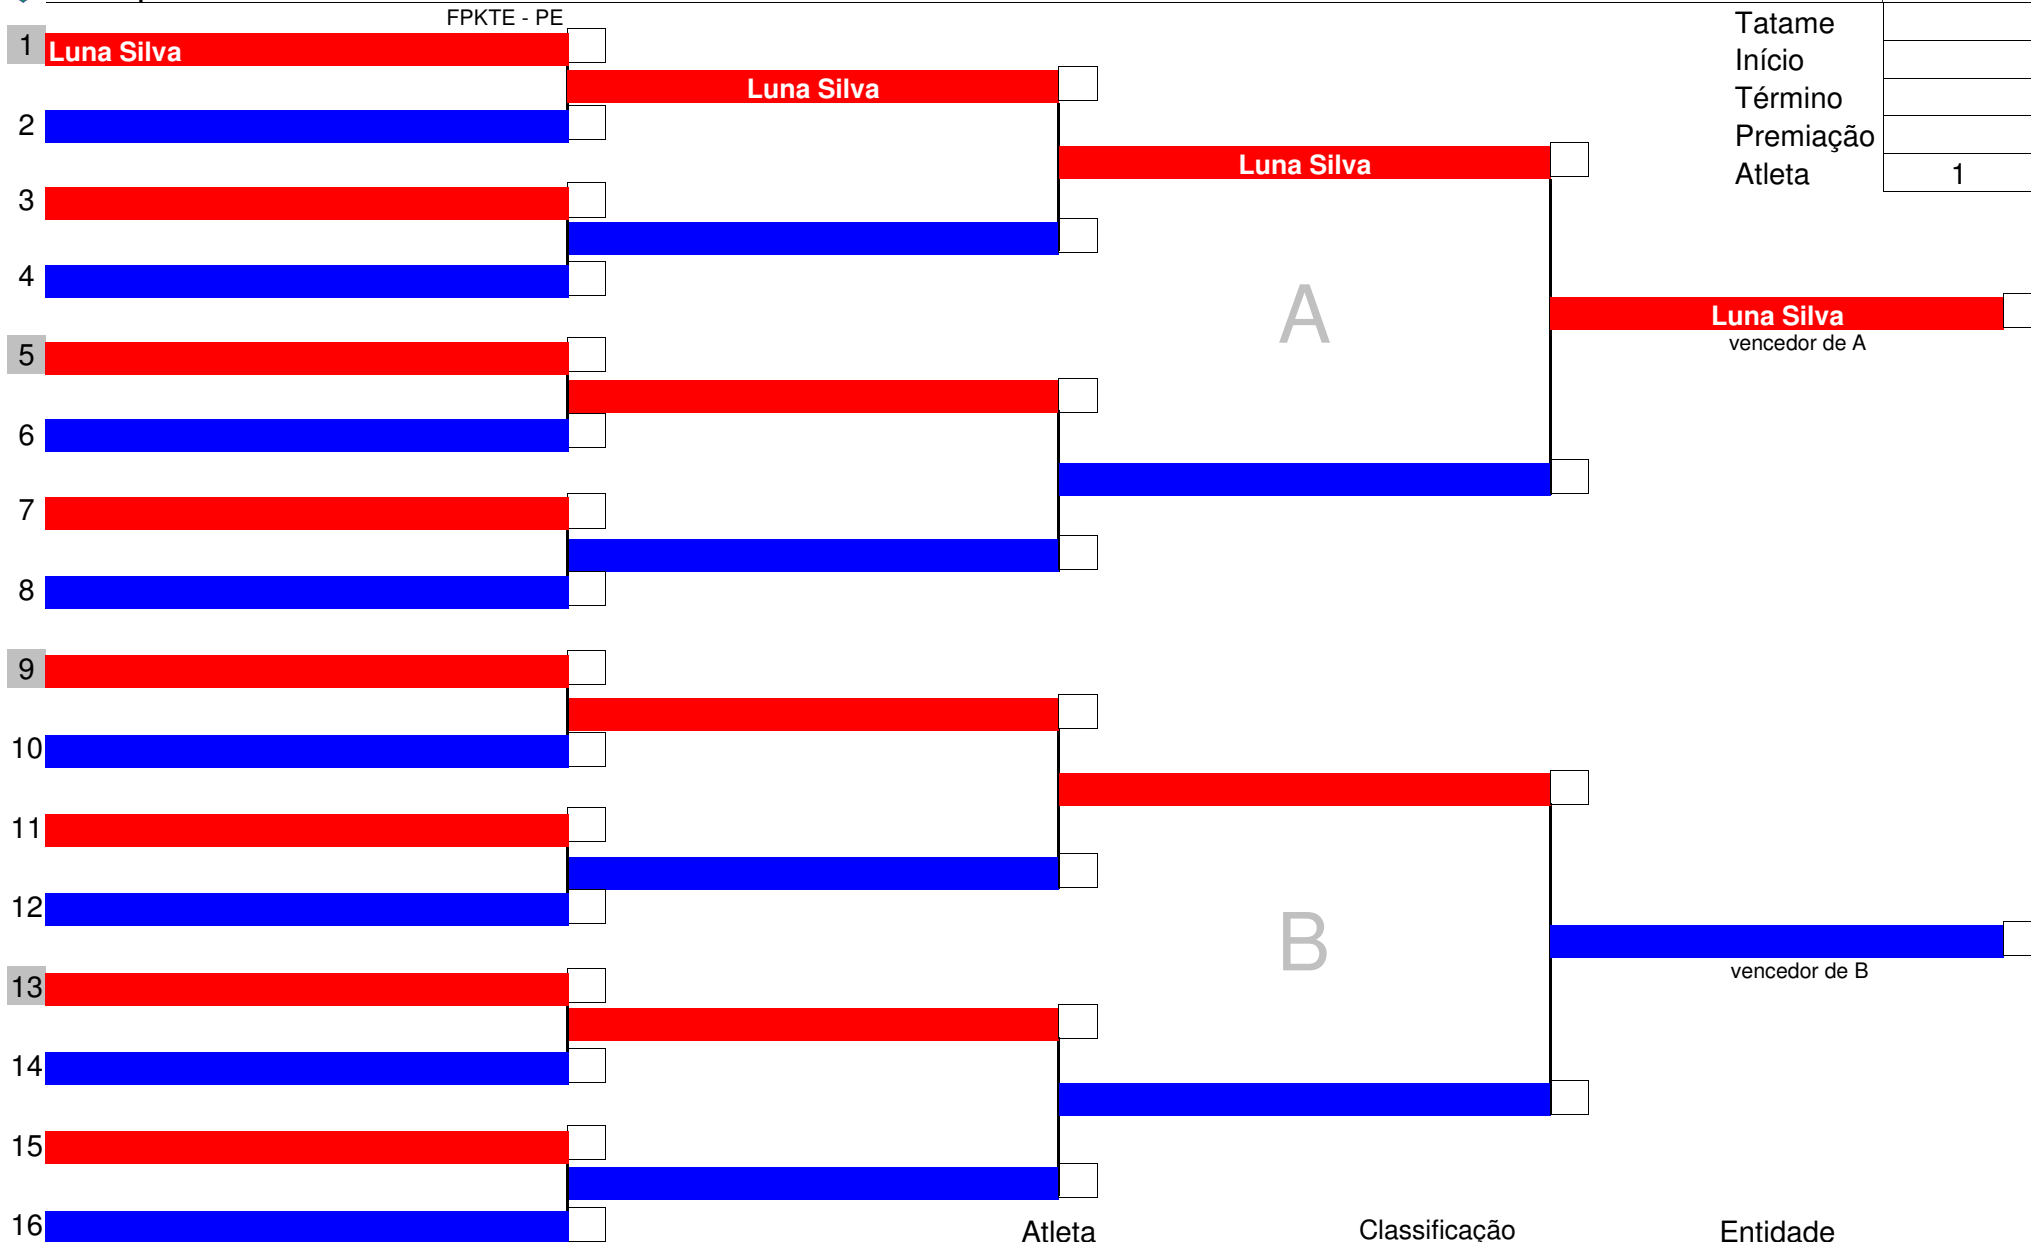 FPKTE - PE
Tatame
1 Luna Silva
Início
Luna Silva
Término
2
Premiação
Luna Silva
Atleta 1
3
4
A
Luna Silva
vencedor de A
5
6
7
8
9
10
11
12
B
vencedor de B
13
14
15
16
Atleta Classificação Entidade